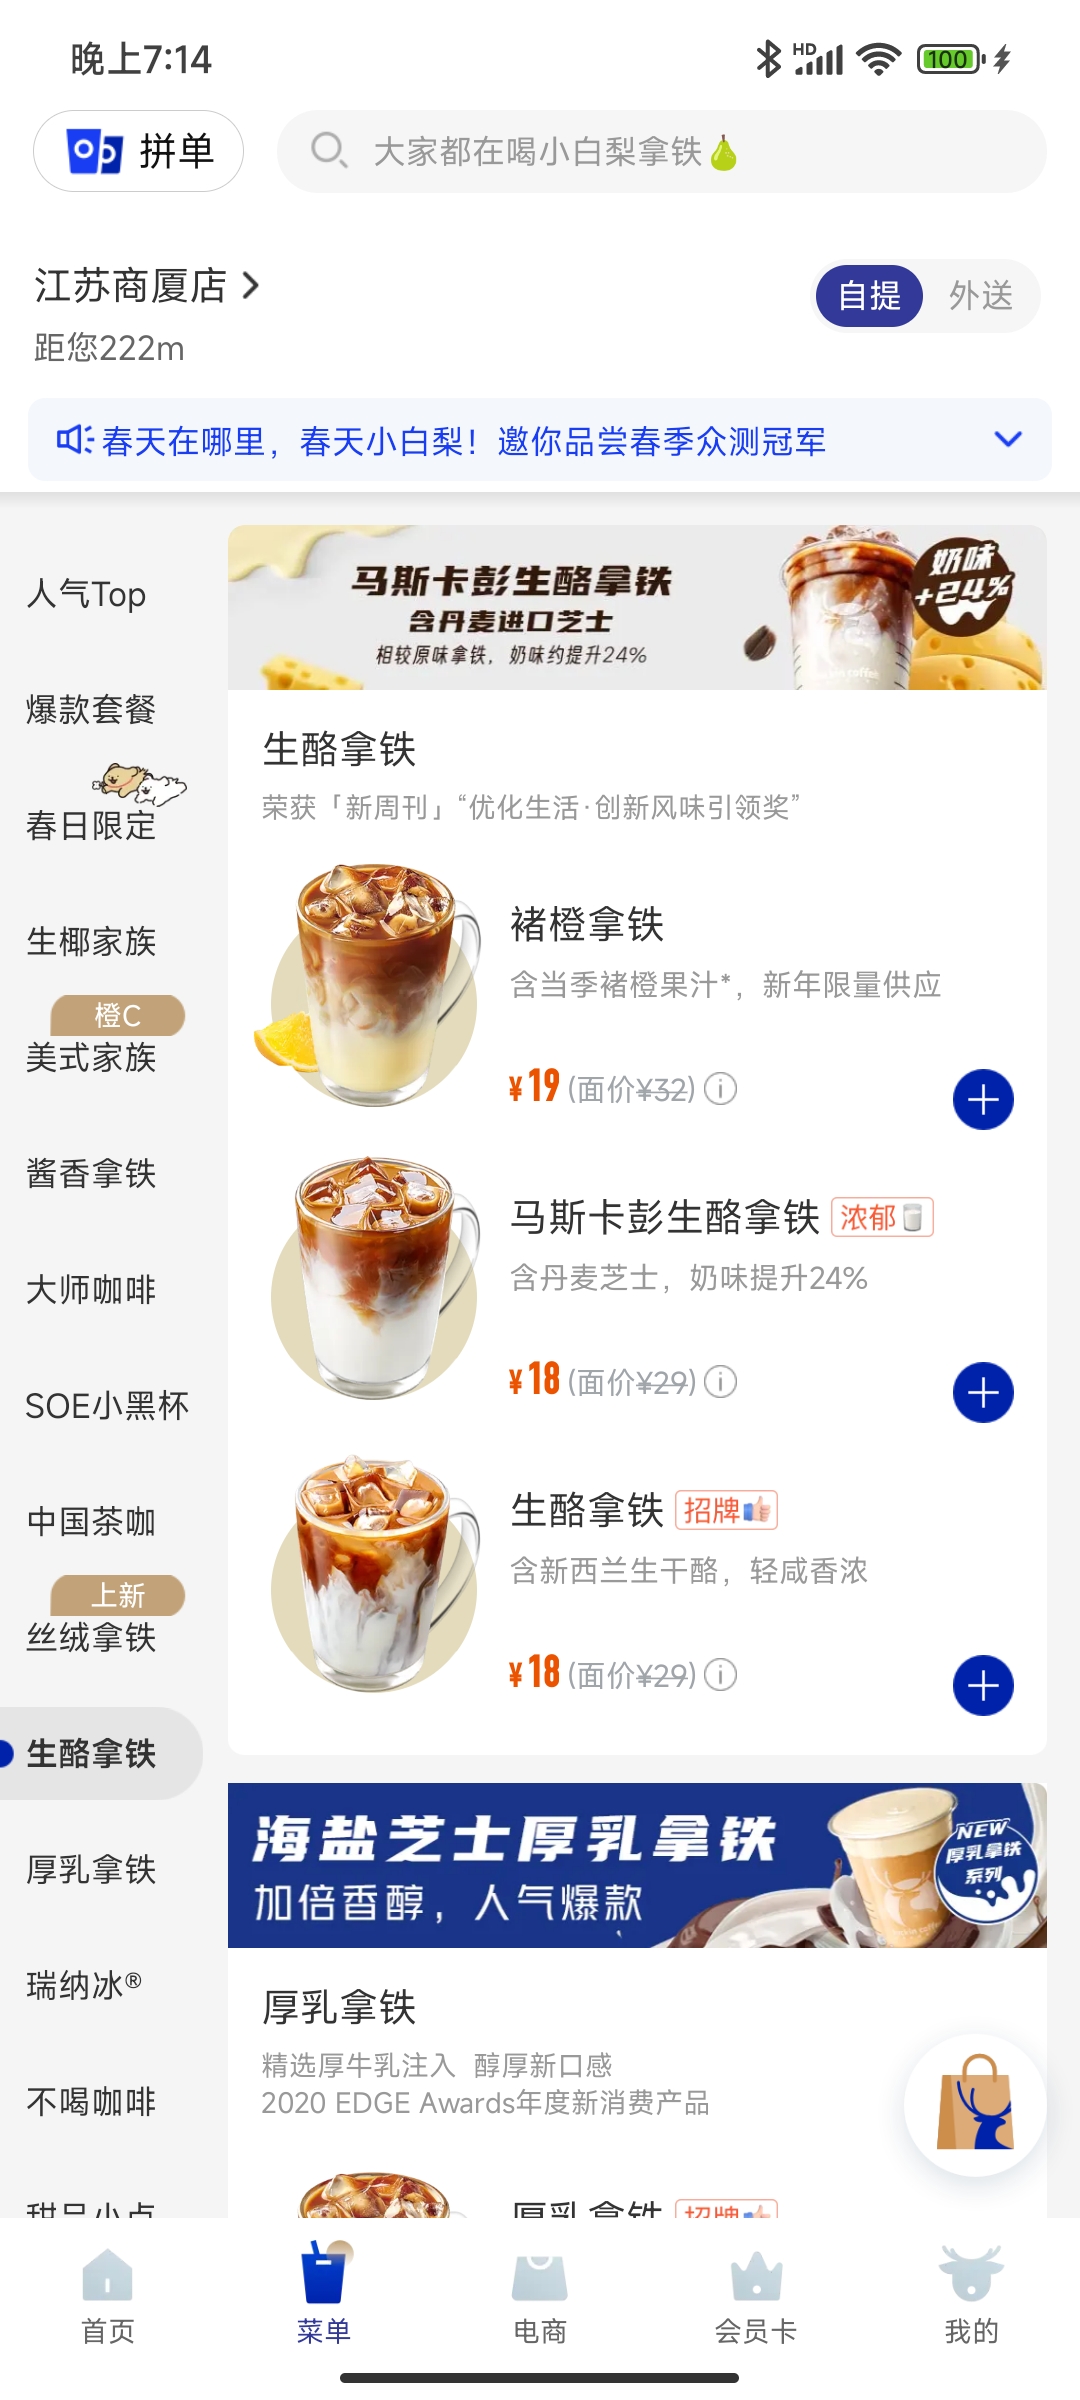 晚上7:14
HD
100
拼单
大家都在喝小白梨拿铁
江苏商厦店
距您222m
自提
外送
春天在哪里，春天小白梨！邀你品尝春季众测冠军
人气Top
爆款套餐
春日限定
生椰家族
橙C
美式家族
酱香拿铁
大师咖啡
SOE小黑杯
中国茶咖
上新
丝绒拿铁
生酪拿铁
厚乳拿铁
瑞纳冰®
不喝咖啡
甜品小点
马斯卡彭生酪拿铁
含丹麦进口芝士
相较原味拿铁，奶味约提升24%
奶味
+24%
生酪拿铁
荣获「新周刊」“优化生活·创新风味引领奖”
褚橙拿铁
含当季褚橙果汁*，新年限量供应
¥19 (面价¥32)
马斯卡彭生酪拿铁 浓郁
含丹麦芝士，奶味提升24%
¥18 (面价¥29)
生酪拿铁 招牌
含新西兰生干酪，轻咸香浓
¥18 (面价¥29)
海盐芝士厚乳拿铁
加倍香醇，人气爆款
NEW
厚乳拿铁
系列
厚乳拿铁
精选厚牛乳注入 醇厚新口感
2020 EDGE Awards年度新消费产品
厚乳拿铁 招牌
首页
菜单
电商
会员卡
我的